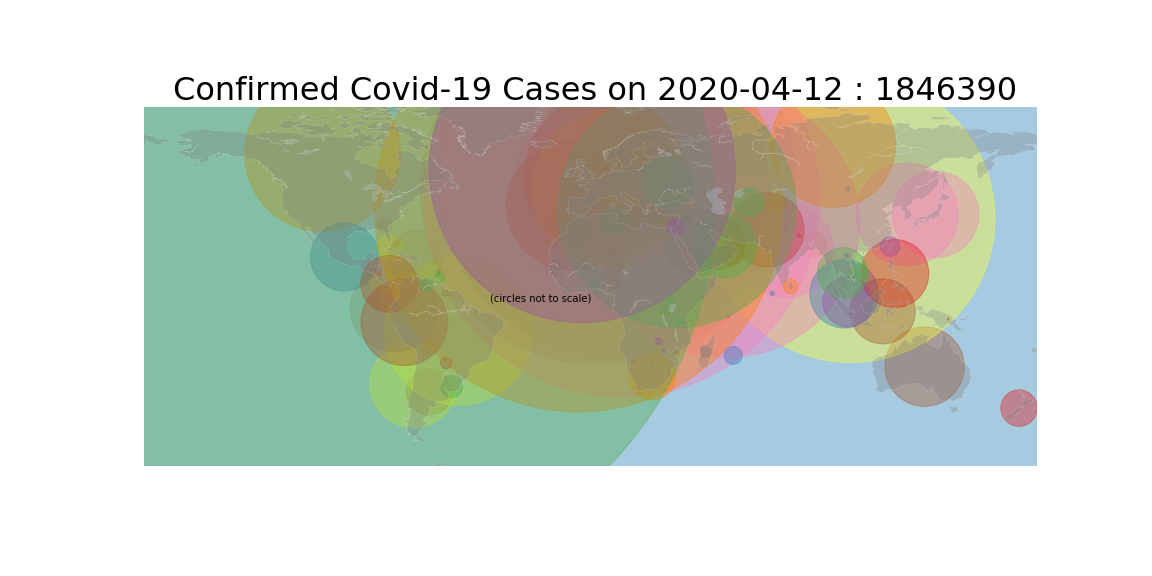 Confirmed Covid-19 Cases on 2020-04-12 : 1846390
(circles not to scale)